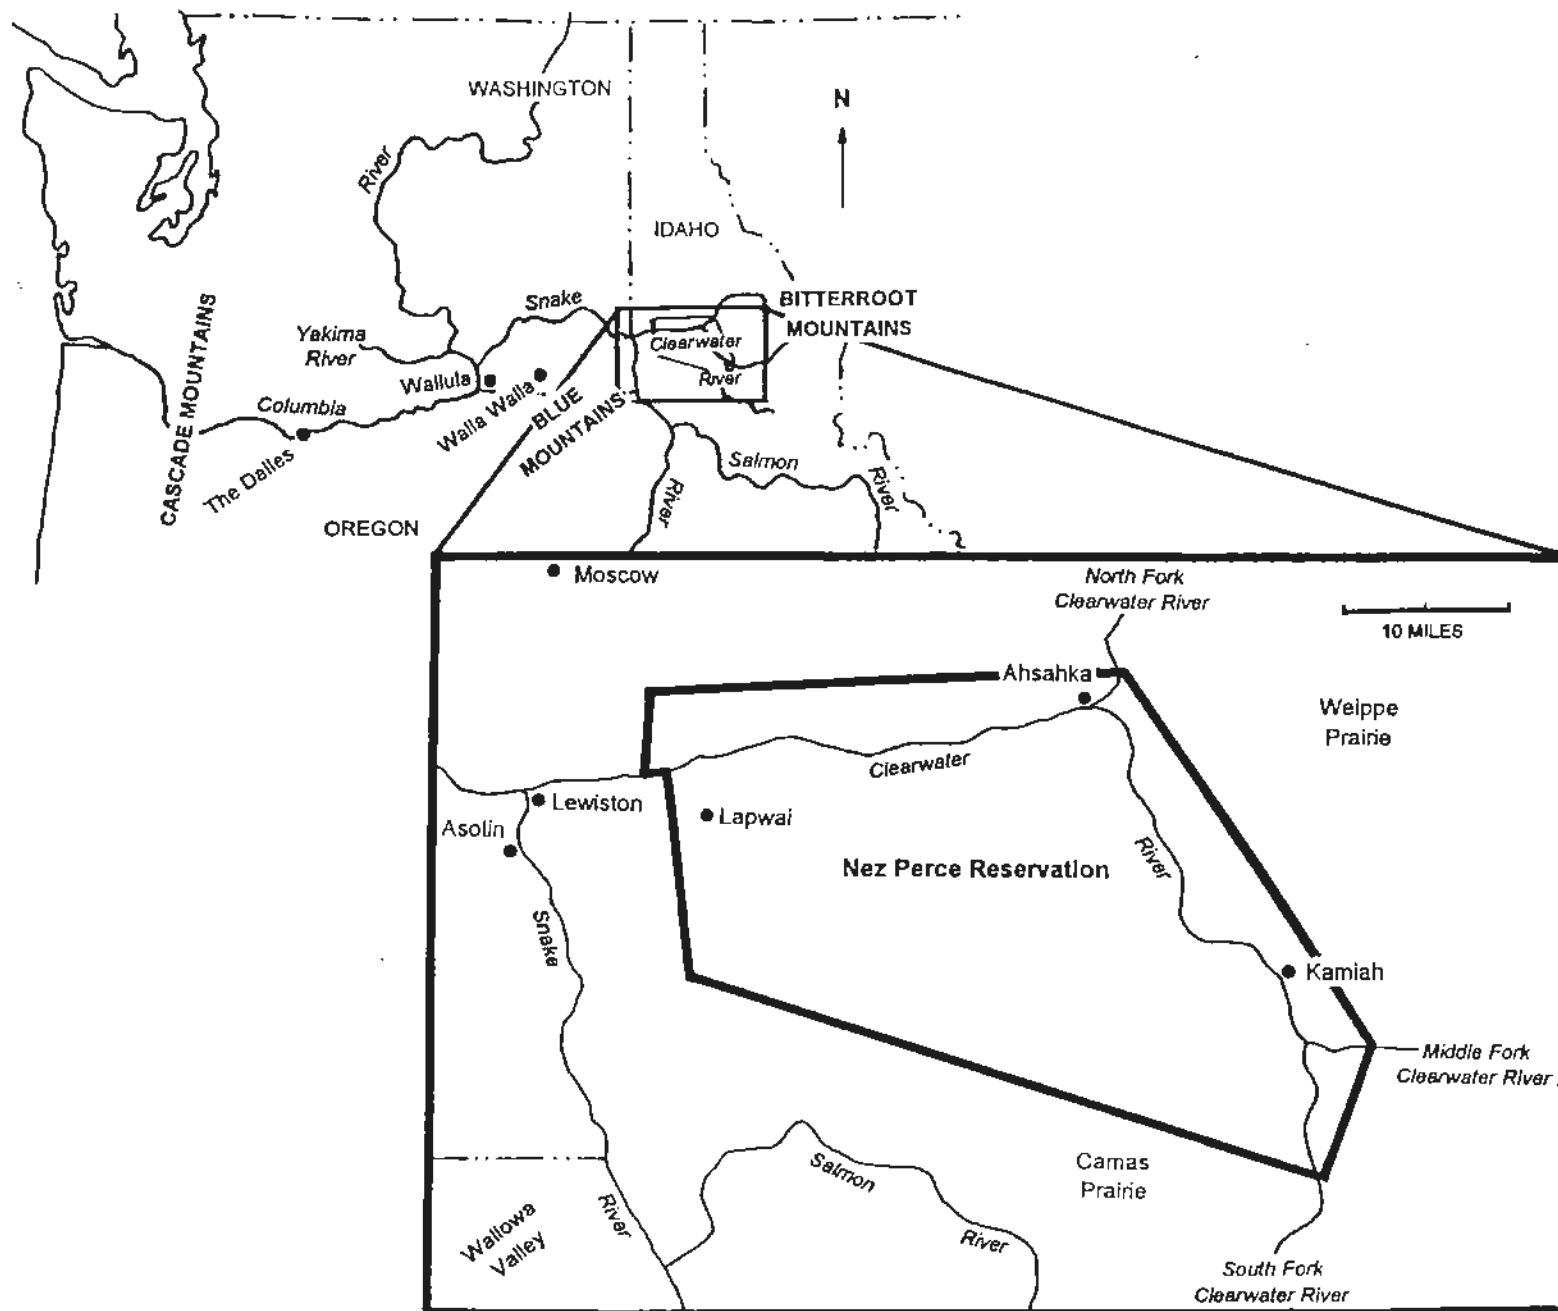 WASHINGTON
N
River
IDAHO
BITTERROOT
MOUNTAINS
Snake
Yakima
River
Clearwater
River
Wallula
Walla Walla
BLUE
MOUNTAINS
CASCADE MOUNTAINS
Columbia
The Dalles
Salmon
River
River
OREGON
Moscow
North Fork
Clearwater River
10 MILES
Ahsahka
Weippe
Prairie
Clearwater
Lewiston
Asolin
Lapwai
River
Nez Perce Reservation
Snake
Kamiah
Middle Fork
Clearwater River
Camas
Prairie
Salmon
River
River
Wallowa
Valley
South Fork
Clearwater River